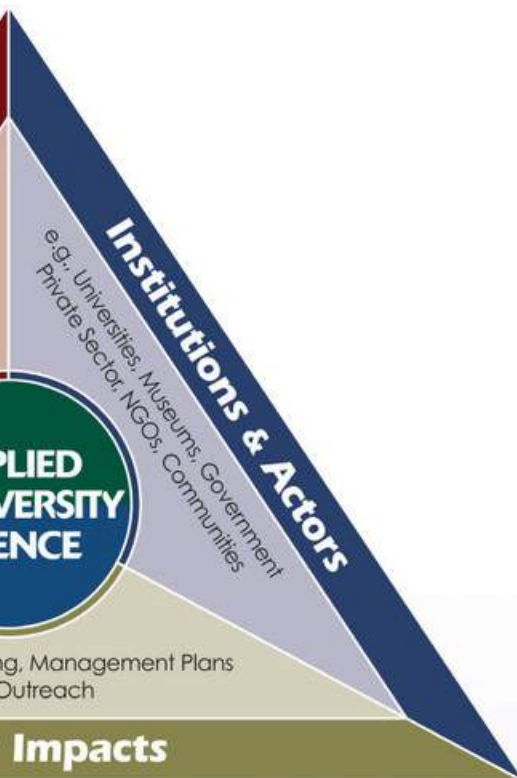 Institutions & Actors
e.g., Universities, Museums, Government
Private Sector, NGOs, Communities
PLIED
VERSITY
ENCE
ng, Management Plans
Outreach
Impacts